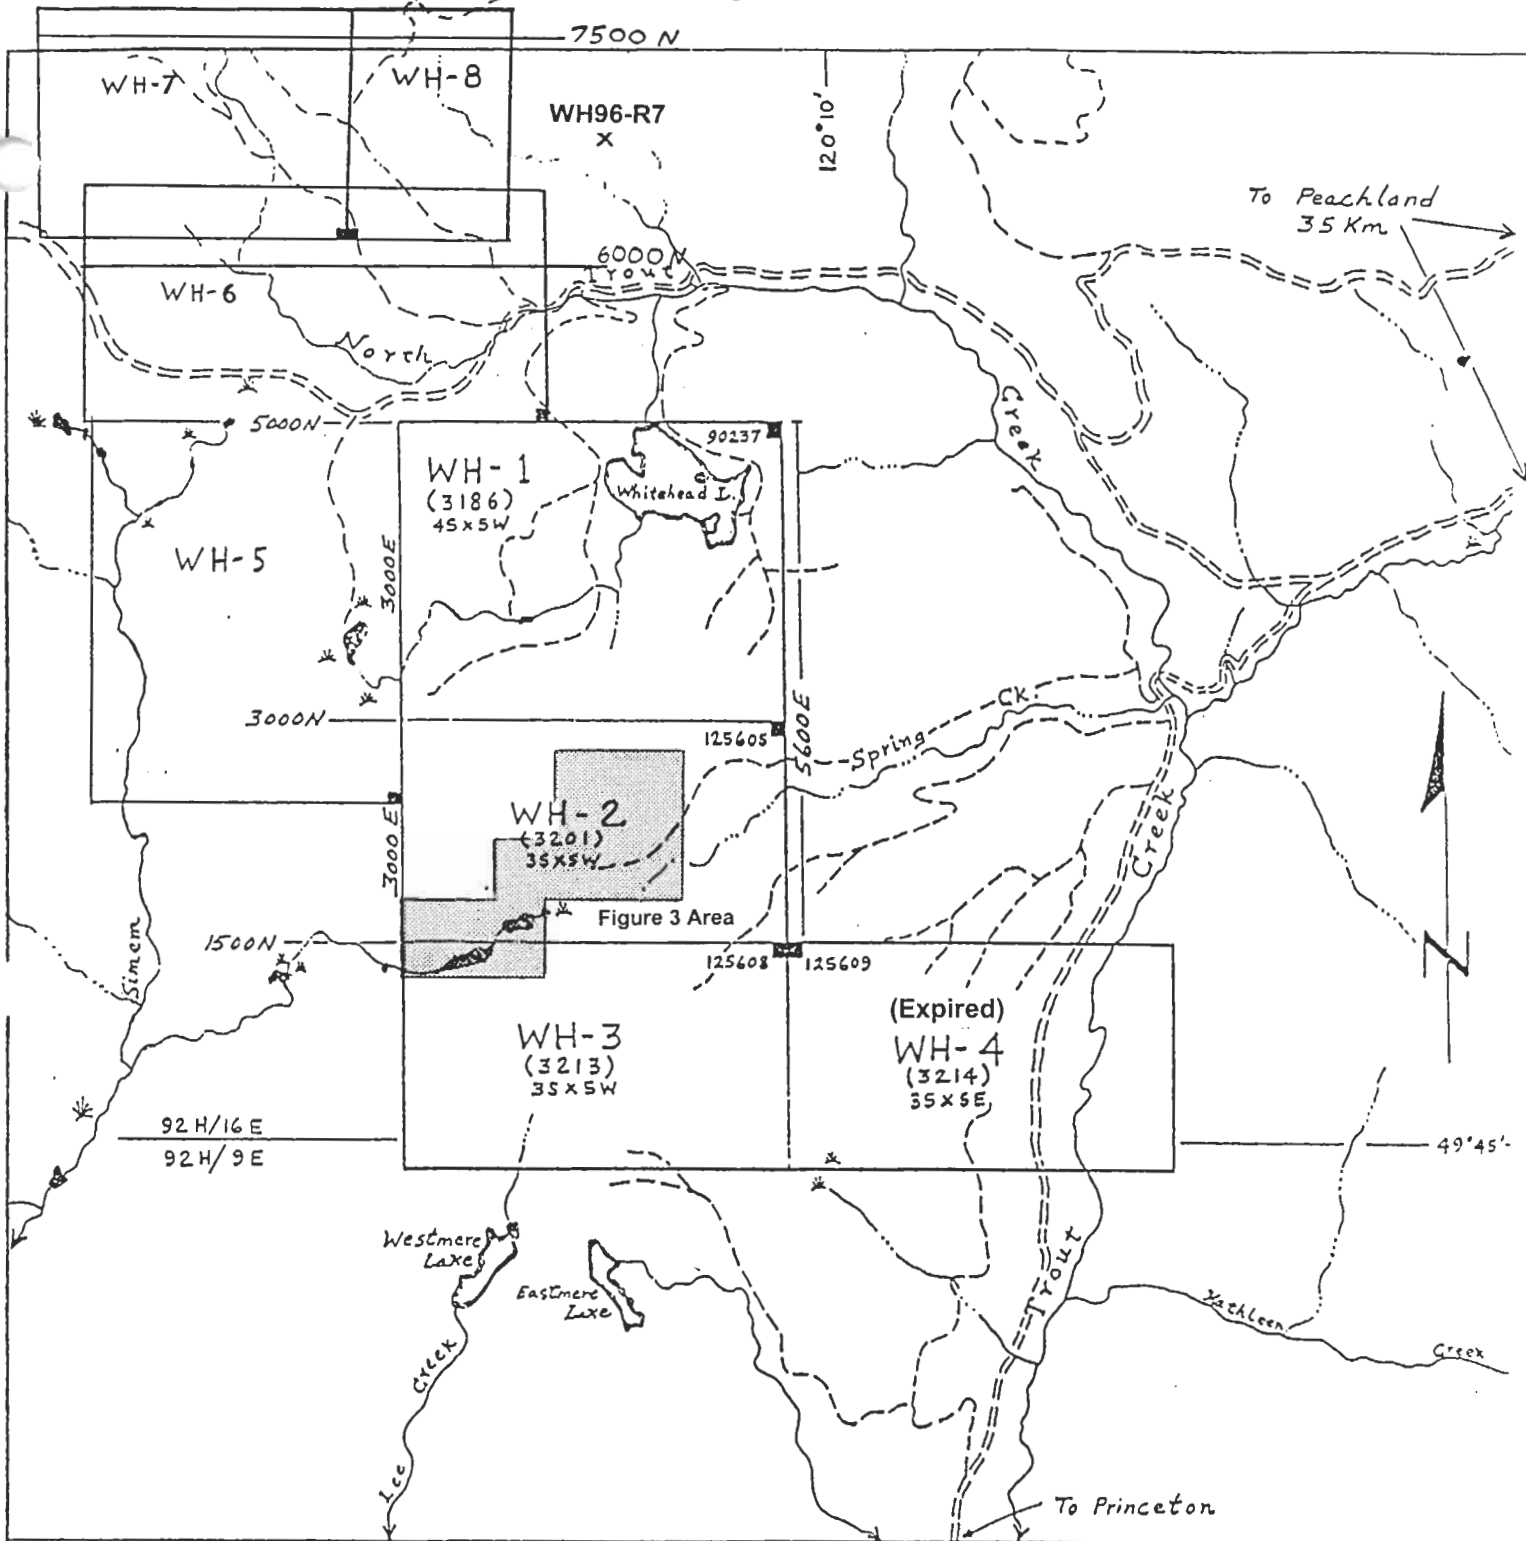 7500 N
WH-7
WH-8
WH96-R7
x
120°10'
To Peachland
35 Km
6000 N
Trout
WH-6
North
Creek
5000N
90237
WH-1
(3186)
4S x 5W
Whitehead L.
WH-5
3000E
3000N
125605
5600E
Spring Ck.
WH-2
(3201)
3S x 5W
3000 E
Creek
Figure 3 Area
1500N
125608
125609
Simem
N
(Expired)
WH-3
(3213)
3S x 5W
WH-4
(3214)
3S x 5E
92 H/16 E
92 H/9 E
49°45'
Westmere
Lake
Eastmere
Lake
Trout
Kathleen
Creek
Lee Creek
To Princeton